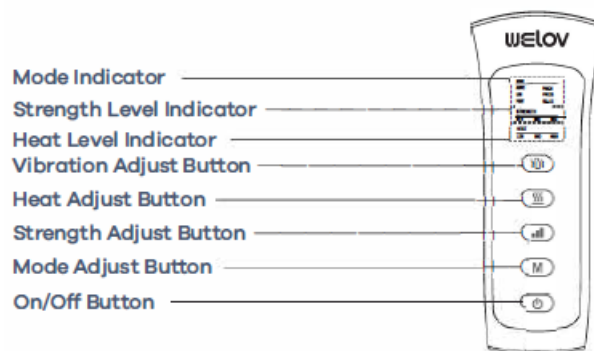 WELOV
Mode Indicator
Strength Level Indicator
Heat Level Indicator
Vibration Adjust Button
Heat Adjust Button
Strength Adjust Button
Mode Adjust Button
M
On/Off Button